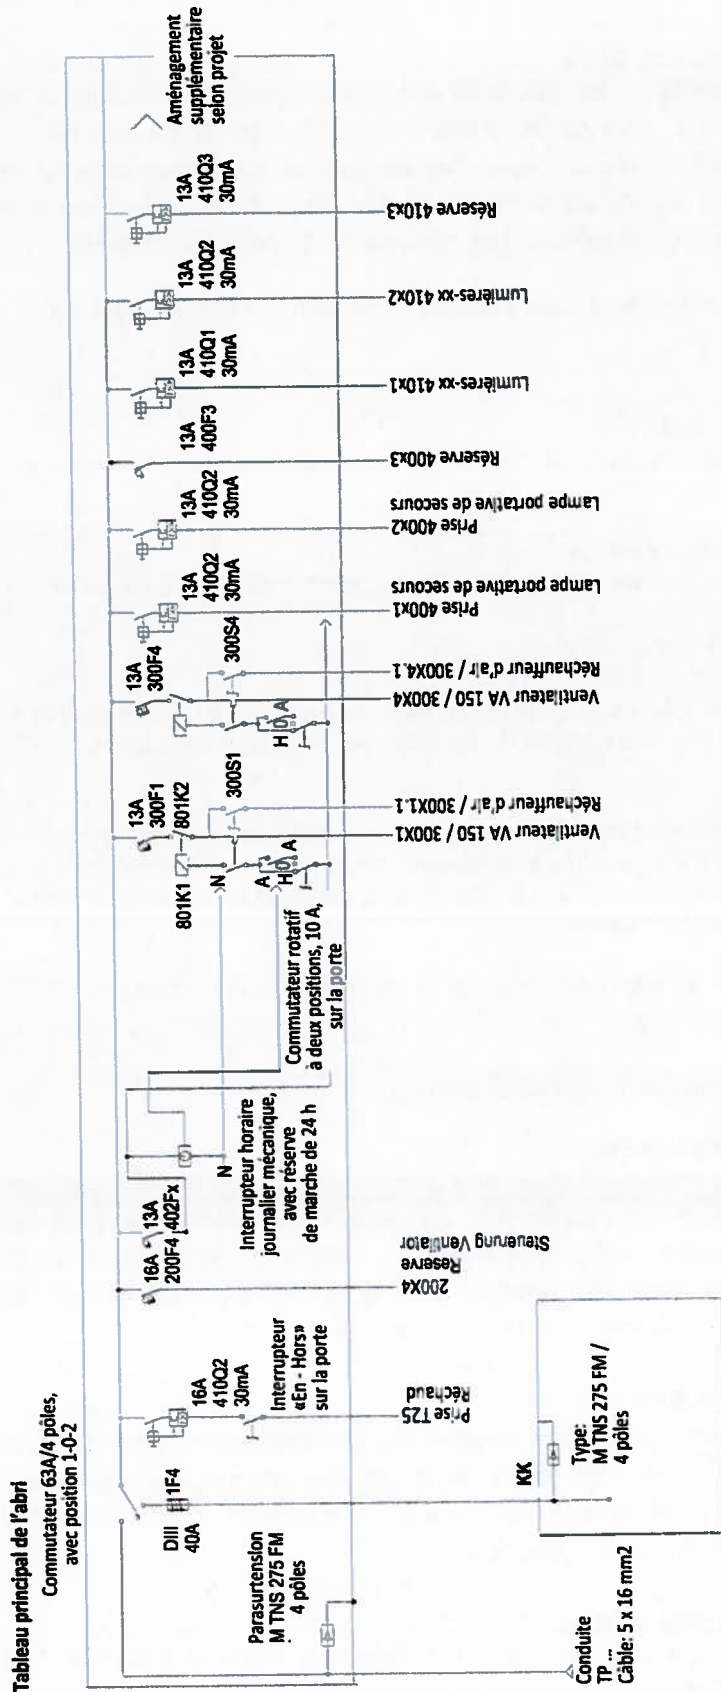 Tableau principal de l'abri
Commutateur 63A/4 pôles,
avec position 1-0-2
DIII
40A
1F4
Parasurtension
M TNS 275 FM
4 pôles
Conduite
TP ...
Câble: 5 x 16 mm2
KK
Type:
M TNS 275 FM /
4 pôles
16A
410Q2
30mA
Interrupteur
«En - Hors»
sur la porte
Prise T25
Réchaud
16A
200F4
200X4
Reserve
Steuerung Ventilator
13A
402Fx
N
Interrupteur horaire
journalier mécanique,
avec réserve
de marche de 24 h
Commutateur rotatif
à deux positions, 10 A,
sur la porte
13A
300F1
801K2
801K1
N
A
H
0
A
300S1
Ventilateur VA 150 / 300X1
Réchauffeur d'air / 300X1.1
13A
300F4
H
0
A
300S4
Ventilateur VA 150 / 300X4
Réchauffeur d'air / 300X4.1
13A
410Q2
30mA
Prise 400x1
Lampe portative de secours
13A
410Q2
30mA
Prise 400x2
Lampe portative de secours
13A
400F3
Réserve 400x3
13A
410Q1
30mA
Lumières-xx 410x1
13A
410Q2
30mA
Lumières-xx 410x2
13A
410Q3
30mA
Réserve 410x3
Aménagement
supplémentaire
selon projet